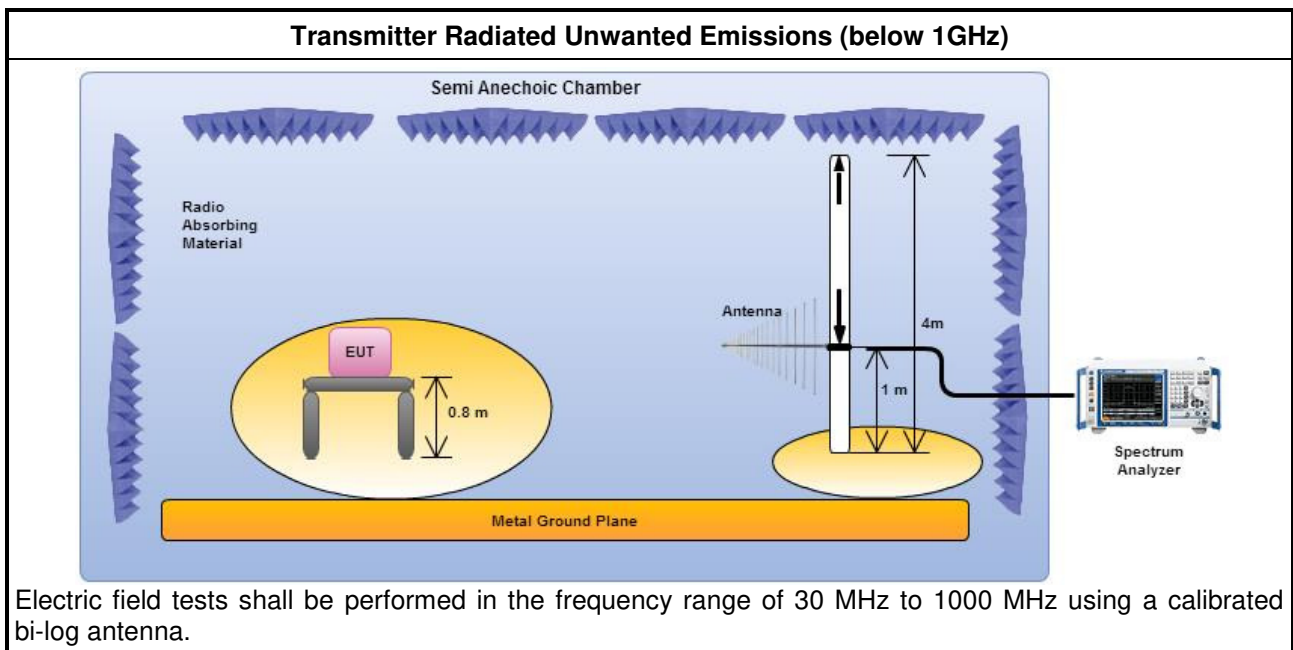 Transmitter Radiated Unwanted Emissions (below 1GHz)
Semi Anechoic Chamber
Radio
Absorbing
Material
Antenna
4m
EUT
1 m
0.8 m
Spectrum
Analyzer
Metal Ground Plane
Electric field tests shall be performed in the frequency range of 30 MHz to 1000 MHz using a calibrated
bi-log antenna.